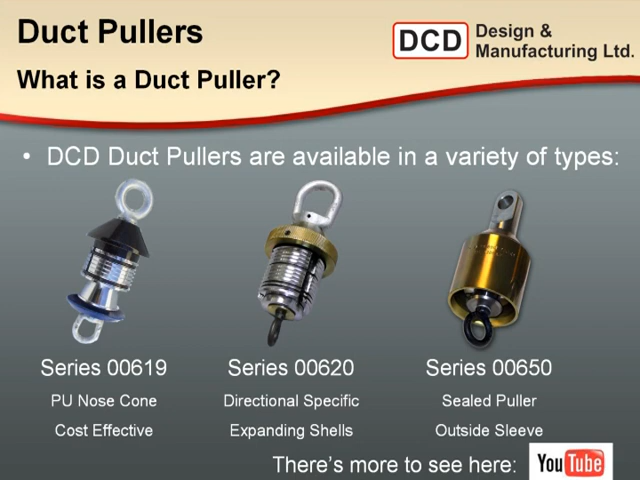 Duct Pullers
What is a Duct Puller?
DCD Design &
Manufacturing Ltd.
• DCD Duct Pullers are available in a variety of types:
Series 00619
PU Nose Cone
Cost Effective
Series 00620
Directional Specific
Expanding Shells
Series 00650
Sealed Puller
Outside Sleeve
There's more to see here: YouTube